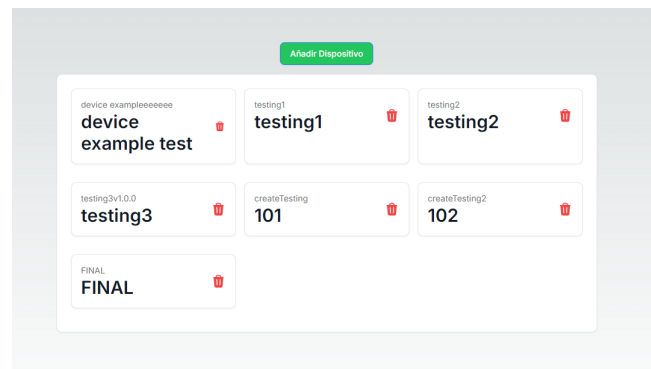 Añadir Dispositivo
device exampleeeeeee
device
example test
testing1
testing1
testing2
testing2
testing3v1.0.0
testing3
createTesting
101
createTesting2
102
FINAL
FINAL